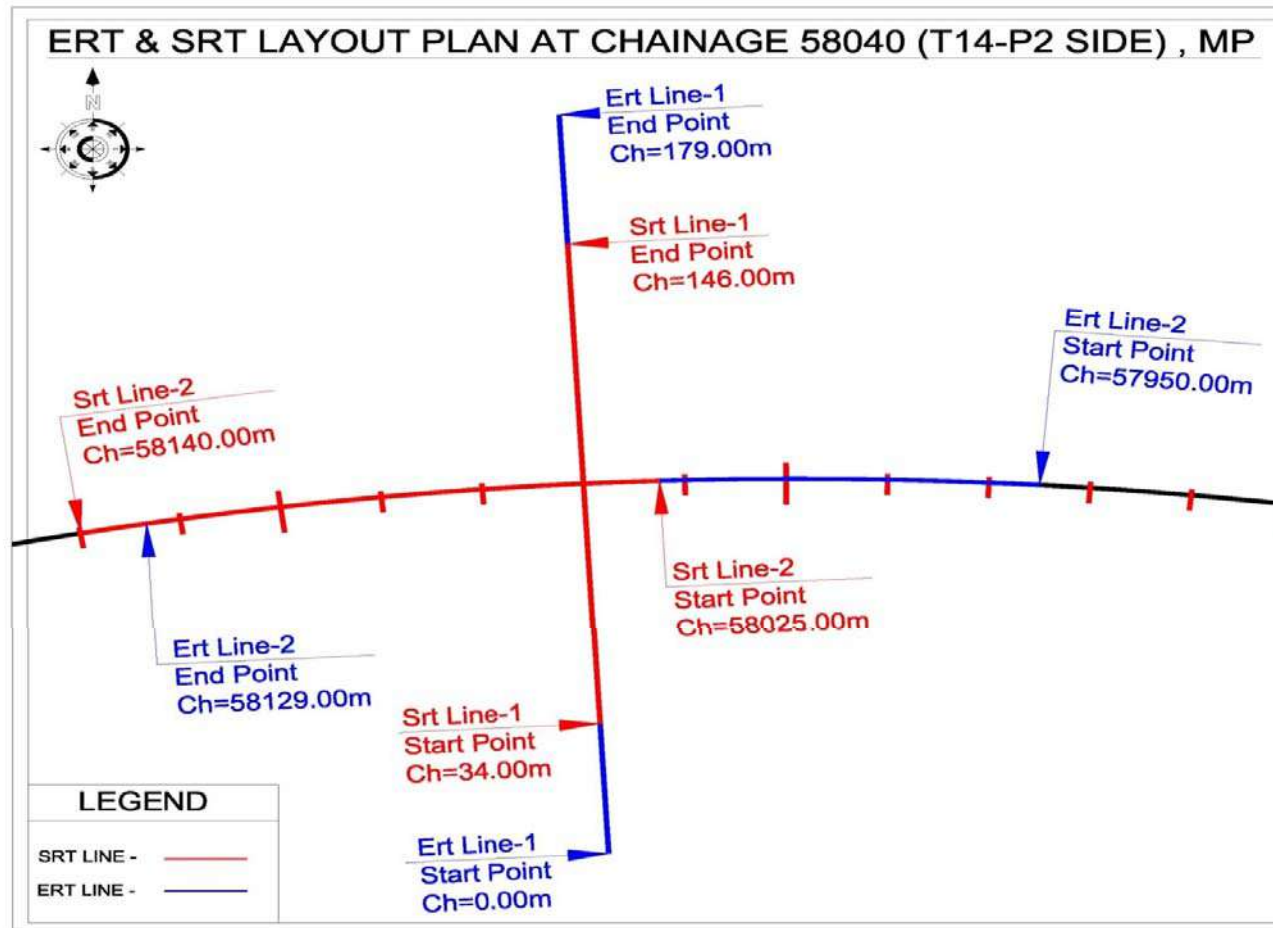 ERT & SRT LAYOUT PLAN AT CHAINAGE 58040 (T14-P2 SIDE) , MP
N
Ert Line-1
End Point
Ch=179.00m
Srt Line-1
End Point
Ch=146.00m
Ert Line-2
Start Point
Ch=57950.00m
Srt Line-2
End Point
Ch=58140.00m
Srt Line-2
Start Point
Ch=58025.00m
Ert Line-2
End Point
Ch=58129.00m
Srt Line-1
Start Point
Ch=34.00m
Ert Line-1
Start Point
Ch=0.00m
LEGEND
SRT LINE -
ERT LINE -